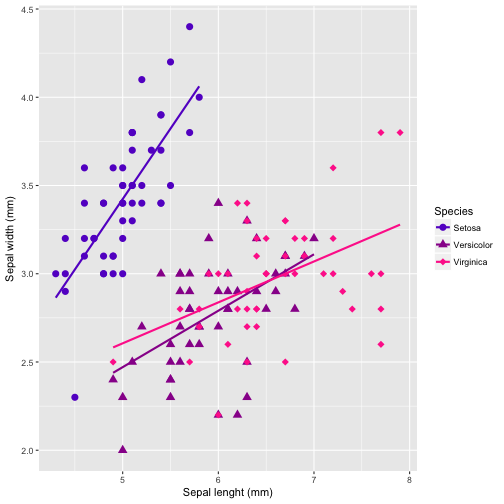 4.5
4.0
3.5
3.0
2.5
2.0
Sepal width (mm)
5
6
7
8
Sepal lenght (mm)
Species
Setosa
Versicolor
Virginica